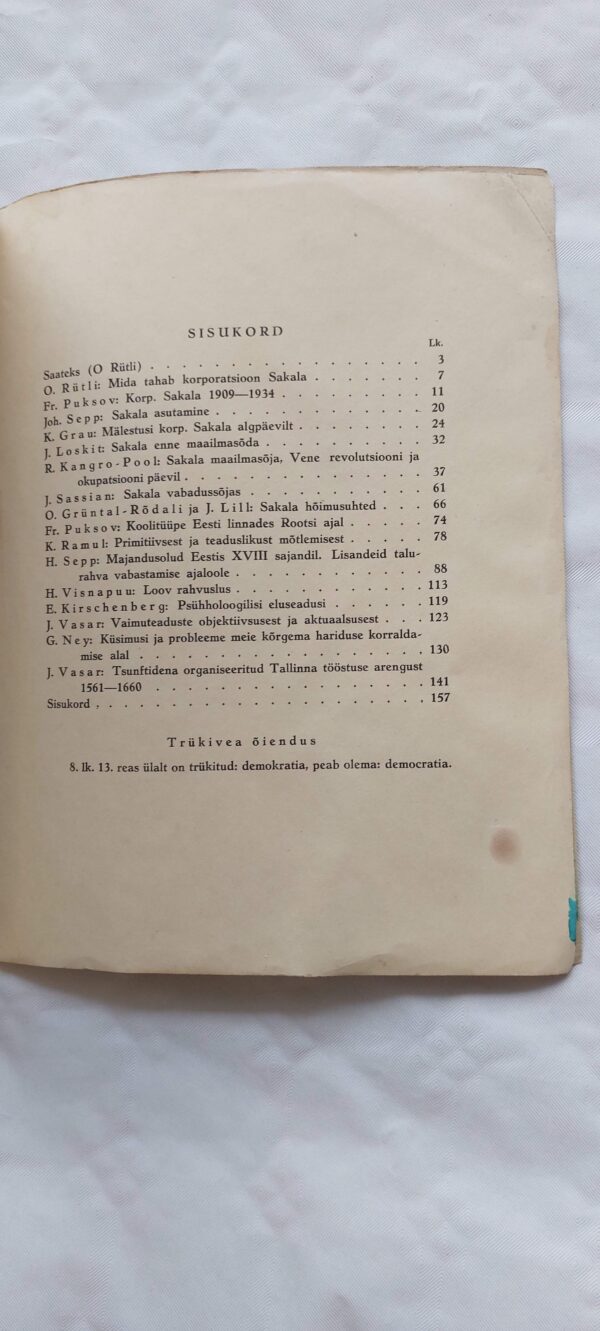 SISUKORD
Lk.
Saateks (O Rütli) . . . . . . . . . . . . . . . . 3
O. Rütli: Mida tahab korporatsioon Sakala . . . . . . . 7
Fr. Puksov: Korp. Sakala 1909—1934 . . . . . . . . . 11
Joh. Sepp: Sakala asutamine . . . . . . . . . . . . 20
K. Grau: Mälestusi korp. Sakala algpäevilt . . . . . . . 24
J. Loskit: Sakala enne maailmasõda . . . . . . . . . 32
R. Kangro-Pool: Sakala maailmasõja, Vene revolutsiooni ja
okupatsiooni päevil . . . . . . . . . . . . . . 37
J. Sassian: Sakala vabadussõjas . . . . . . . . . . . 61
O. Grüntal-Rõdali ja J. Lill: Sakala hõimusuhted . . . 66
Fr. Puksov: Koolitüüpe Eesti linnades Rootsi ajal . . . . 74
K. Ramul: Primitiivsest ja teaduslikust mõtlemisest . . . . . 78
H. Sepp: Majandusolud Eestis XVIII sajandil. Lisandeid talu-
rahva vabastamise ajaloole . . . . . . . . . . . 88
H. Visnapuu: Loov rahvuslus . . . . . . . . . . . 113
E. Kirschenberg: Psühholoogilisi eluseadusi . . . . . . 119
J. Vasar: Vaimuteaduste objektiivsusest ja aktuaalsusest . . . 123
G. Ney: Küsimusi ja probleeme meie kõrgema hariduse korralda-
mise alal . . . . . . . . . . . . . . . . . 130
J. Vasar: Tsunftidena organiseeritud Tallinna tööstuse arengust
1561—1660 . . . . . . . . . . . . . . . . 141
Sisukord . . . . . . . . . . . . . . . . . . . 157
Trükivea õiendus
8. lk. 13. reas ülalt on trükitud: demokratia, peab olema: democratia.